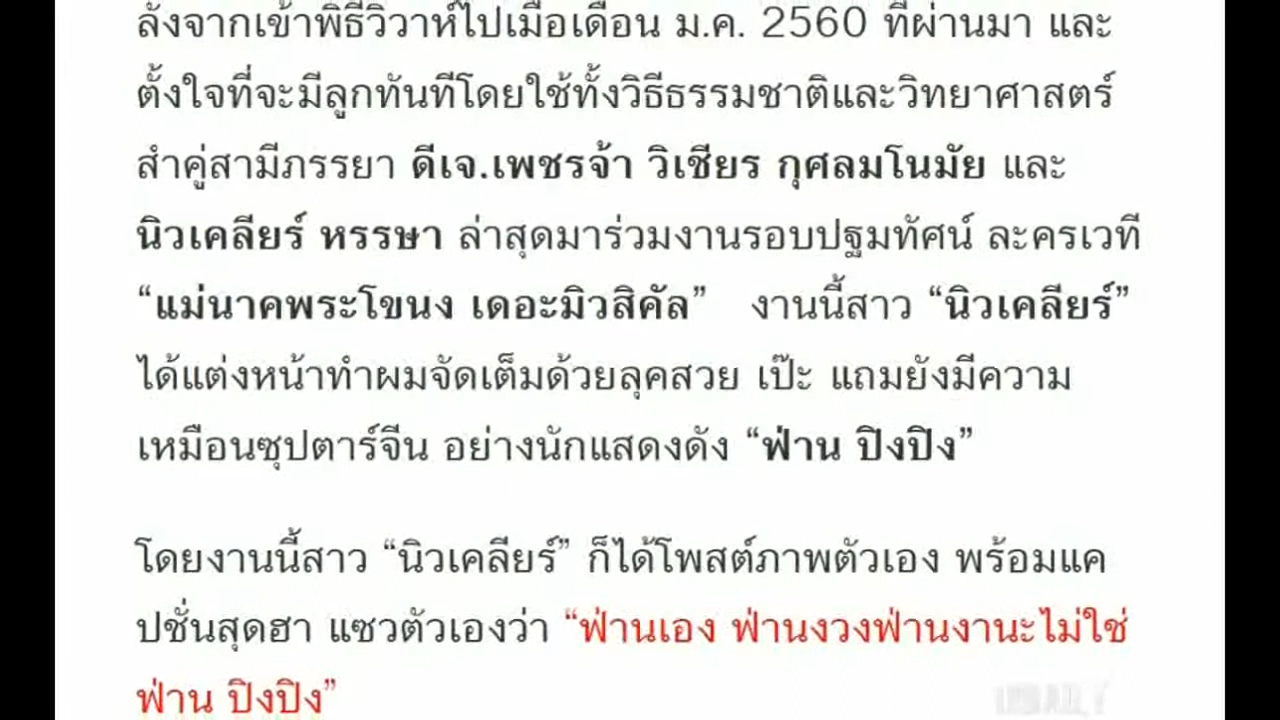 ลังจากเข้าพิธีวิวาห์ไปเมื่อเดือน ม.ค. 2560 ที่ผ่านมา และ
ตั้งใจที่จะมีลูกทันทีโดยใช้ทั้งวิธีธรรมชาติและวิทยาศาสตร์
สำคู่สามีภรรยา ดีเจ.เพชรจ้า วิเชียร กุศลมโนมัย และ
นิวเคลียร์ หรรษา ล่าสุดมาร่วมงานรอบปฐมทัศน์ ละครเวที
“แม่นาคพระโขนง เดอะมิวสิคัล” งานนี้สาว “นิวเคลียร์”
ได้แต่งหน้าทำผมจัดเต็มด้วยลุคสวย เป๊ะ แถมยังมีความ
เหมือนซุปตาร์จีน อย่างนักแสดงดัง “ฟ่าน ปิงปิง”
โดยงานนี้สาว “นิวเคลียร์” ก็ได้โพสต์ภาพตัวเอง พร้อมแค
ปชั่นสุดฮา แซวตัวเองว่า “ฟ่านเอง ฟ่านงวงฟ่านงานะไม่ใช่
ฟ่าน ปิงปิง”